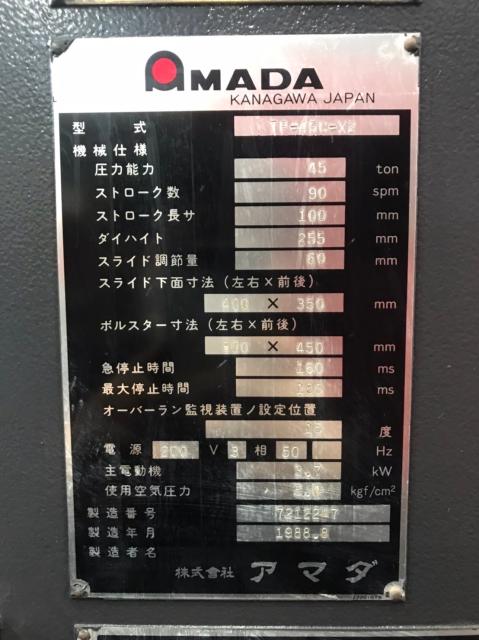 AMADA
KANAGAWA JAPAN
型 式
機械仕様
圧力能力 45 ton
ストローク数 90 spm
ストローク長サ 100 mm
ダイハイト 255 mm
スライド調節量 60 mm
スライド下面寸法(左右×前後)
400 × 350 mm
ボルスター寸法(左右×前後)
× 450 mm
急停止時間 160 ms
最大停止時間 ms
オーバーラン監視装置ノ設定位置
15 度
電源 200 V 3 相 50 Hz
主電動機 3.7 kW
使用空気圧力 kgf/cm²
製造番号
製造年月 1988.8
製造者名
株式會社 アマダ